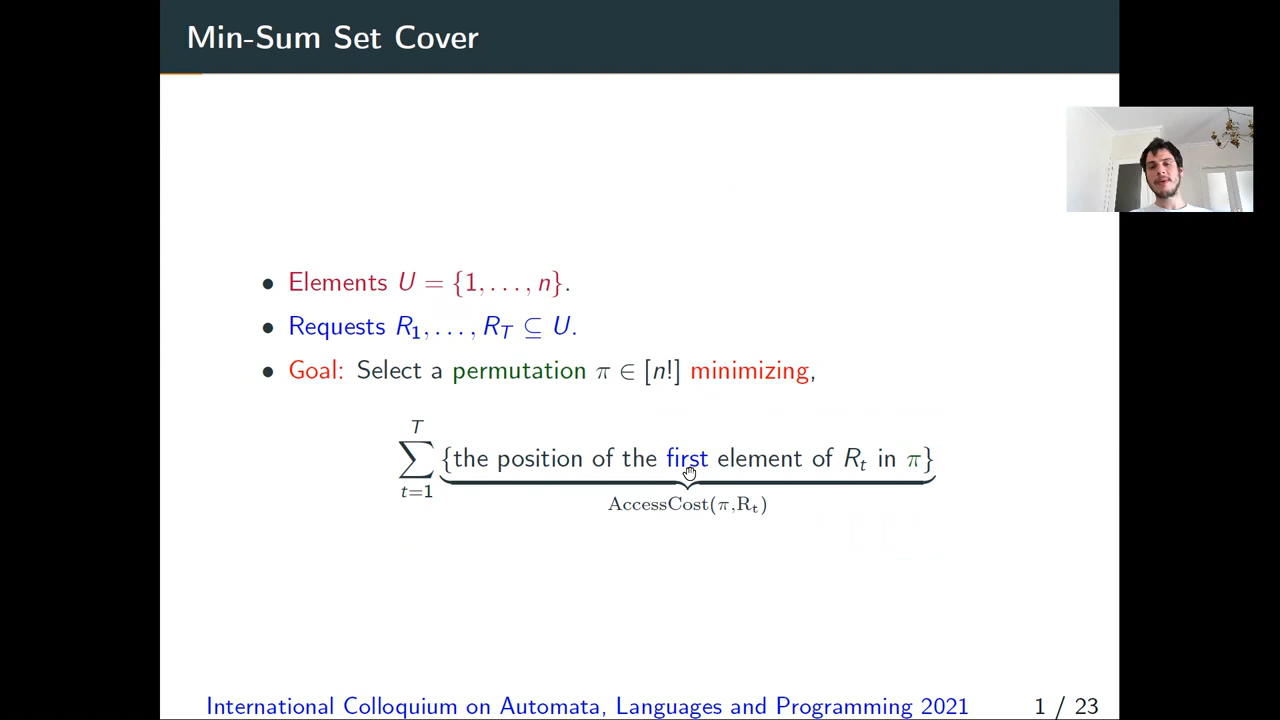 Min-Sum Set Cover
• Elements U = {1, . . . , n}.
• Requests R₁, . . . , R_T ⊆ U.
• Goal: Select a permutation π ∈ [n!] minimizing,
∑_{t=1}^{T} {the position of the first element of R_t in π}
AccessCost(π,R_t)
International Colloquium on Automata, Languages and Programming 2021 1 / 23